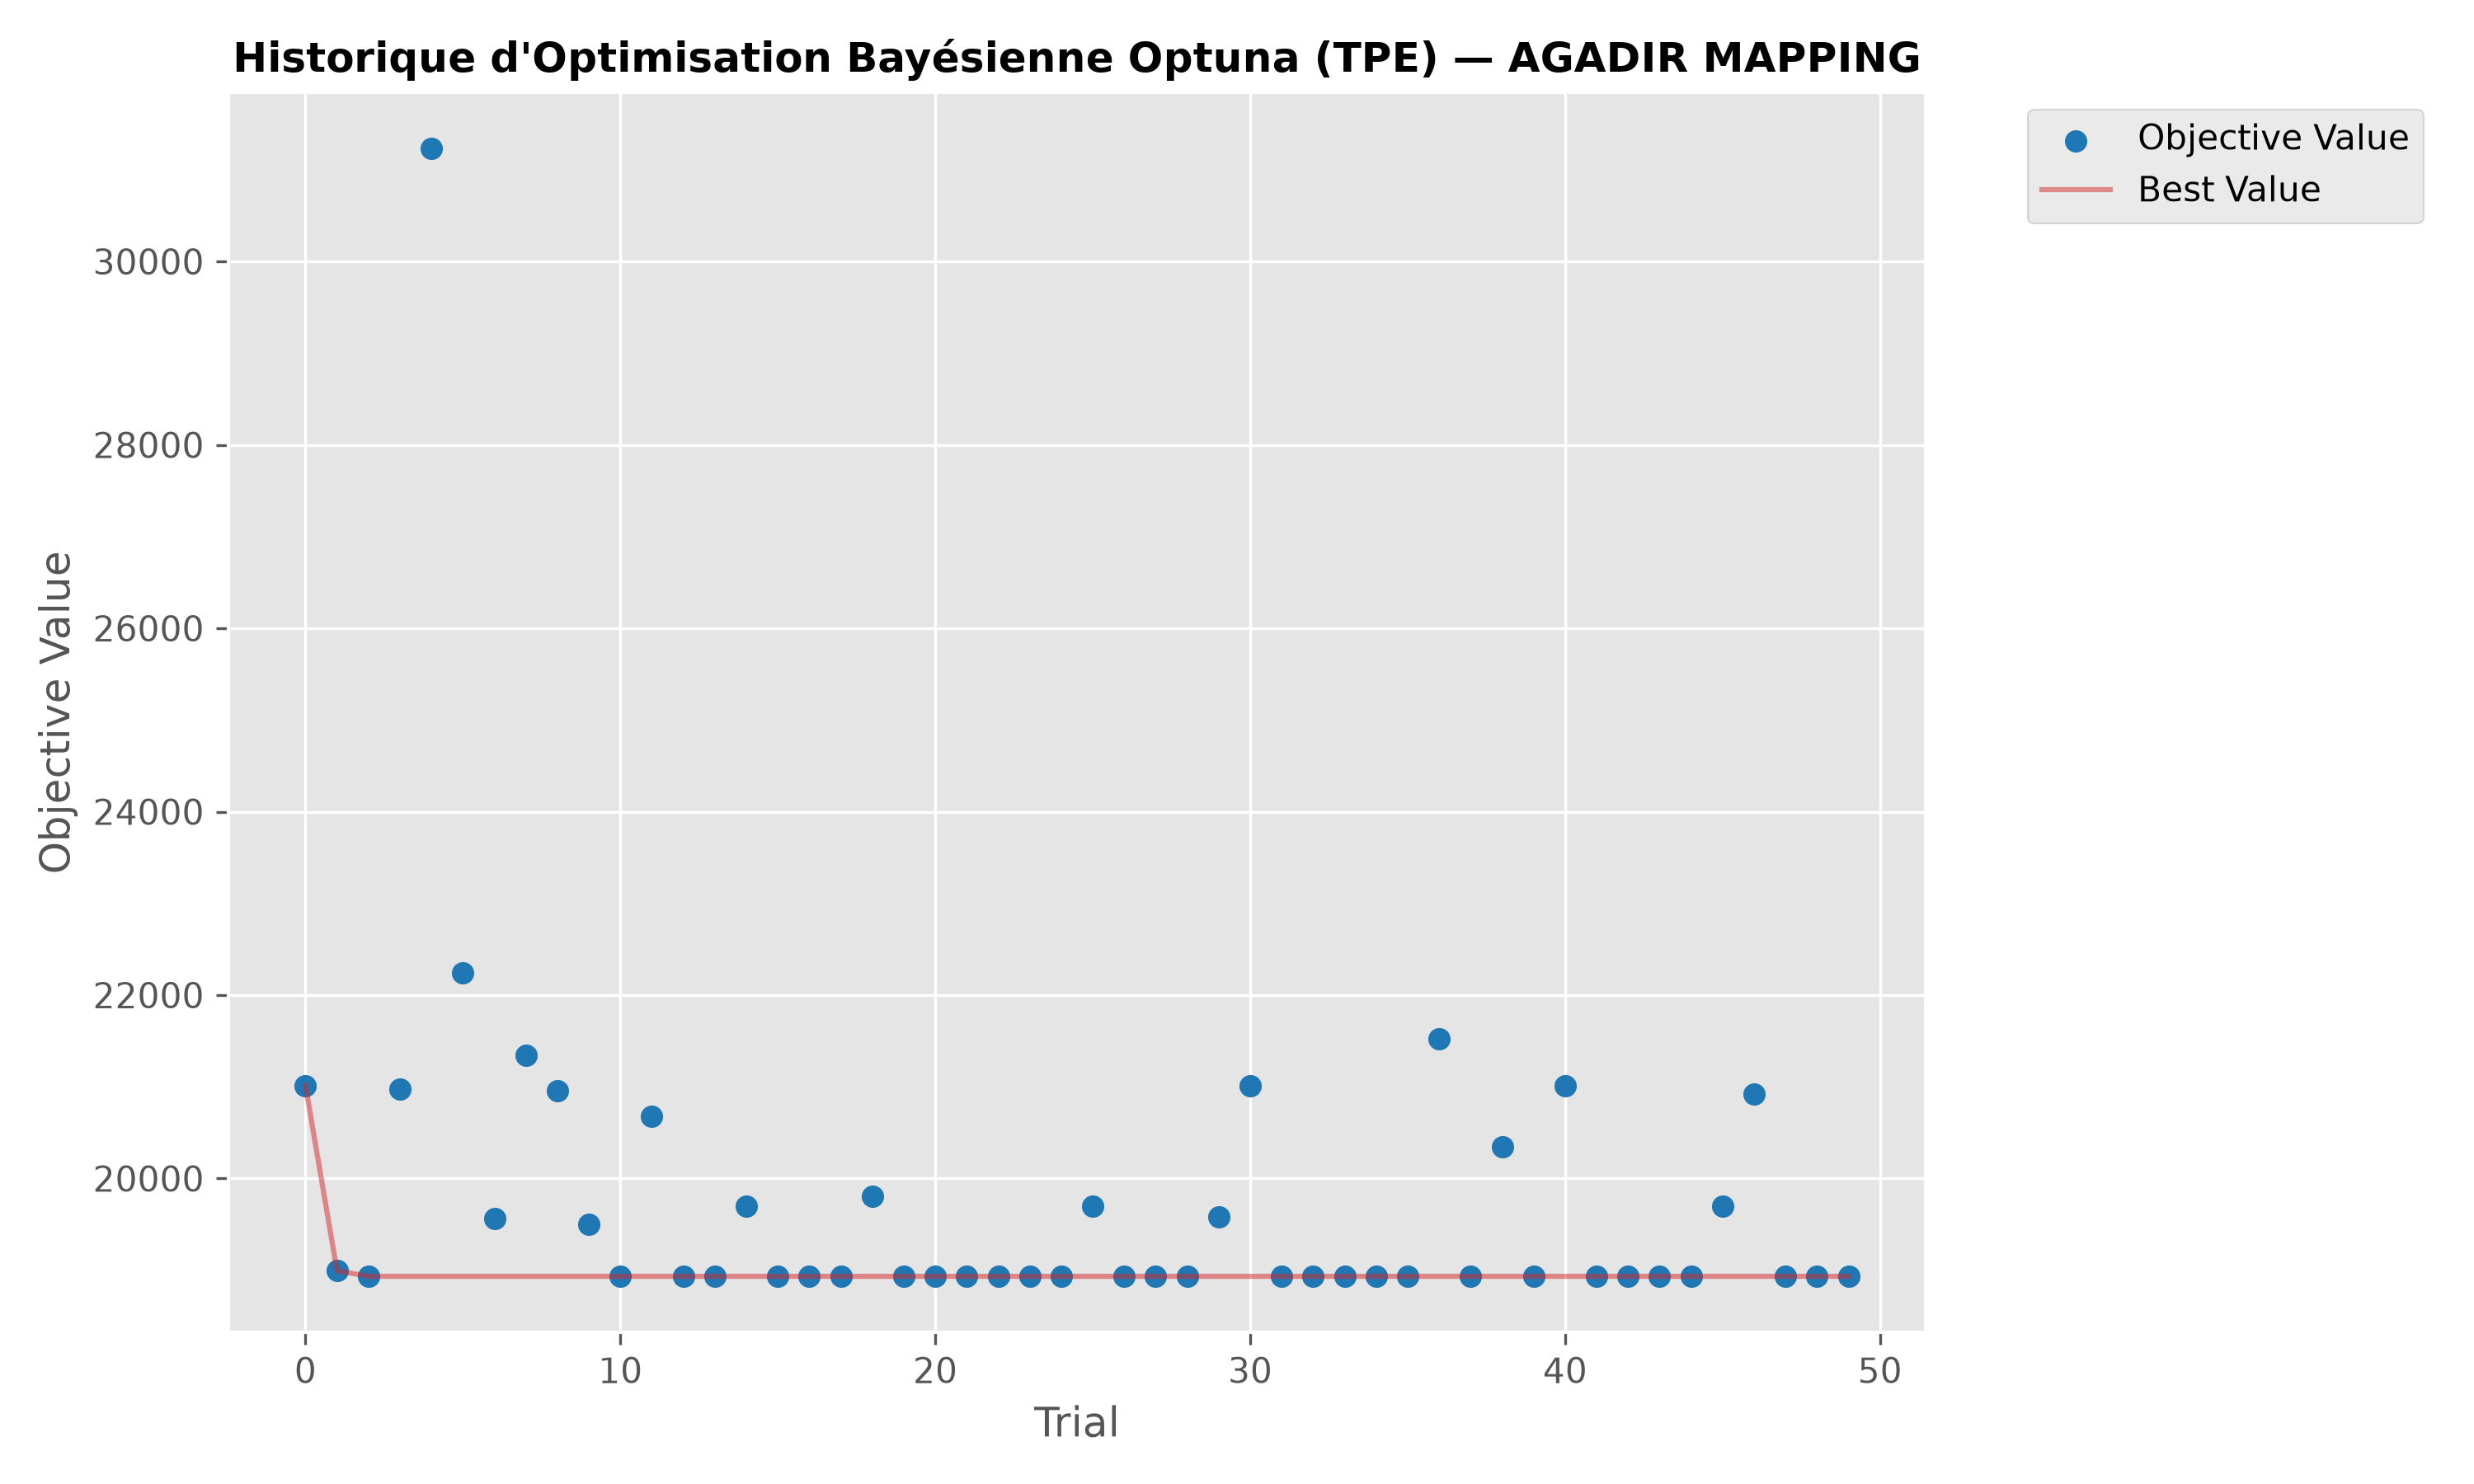 Historique d'Optimisation Bayésienne Optuna (TPE) — AGADIR MAPPING
Objective Value
Best Value
Objective Value
30000
28000
26000
24000
22000
20000
0 10 20 30 40 50
Trial